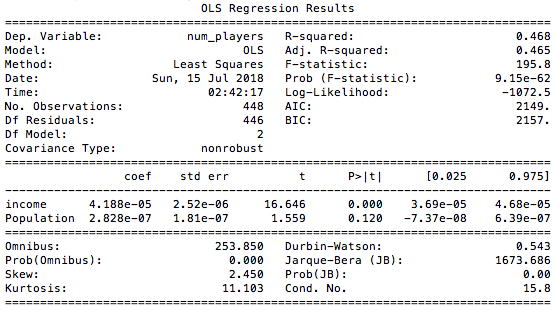 OLS Regression Results
==============================================================================
Dep. Variable:            num_players   R-squared:                       0.468
Model:                            OLS   Adj. R-squared:                  0.465
Method:                 Least Squares   F-statistic:                     195.8
Date:                Sun, 15 Jul 2018   Prob (F-statistic):           9.15e-62
Time:                        02:42:17   Log-Likelihood:                -1072.5
No. Observations:                 448   AIC:                             2149.
Df Residuals:                     446   BIC:                             2157.
Df Model:                           2
Covariance Type:            nonrobust
==============================================================================
                 coef    std err          t      P>|t|      [0.025      0.975]
------------------------------------------------------------------------------
income      4.188e-05   2.52e-06     16.646      0.000    3.69e-05    4.68e-05
Population  2.828e-07   1.81e-07      1.559      0.120   -7.37e-08    6.39e-07
==============================================================================
Omnibus:                      253.850   Durbin-Watson:                   0.543
Prob(Omnibus):                  0.000   Jarque-Bera (JB):             1673.686
Skew:                           2.450   Prob(JB):                         0.00
Kurtosis:                      11.103   Cond. No.                         15.8
==============================================================================